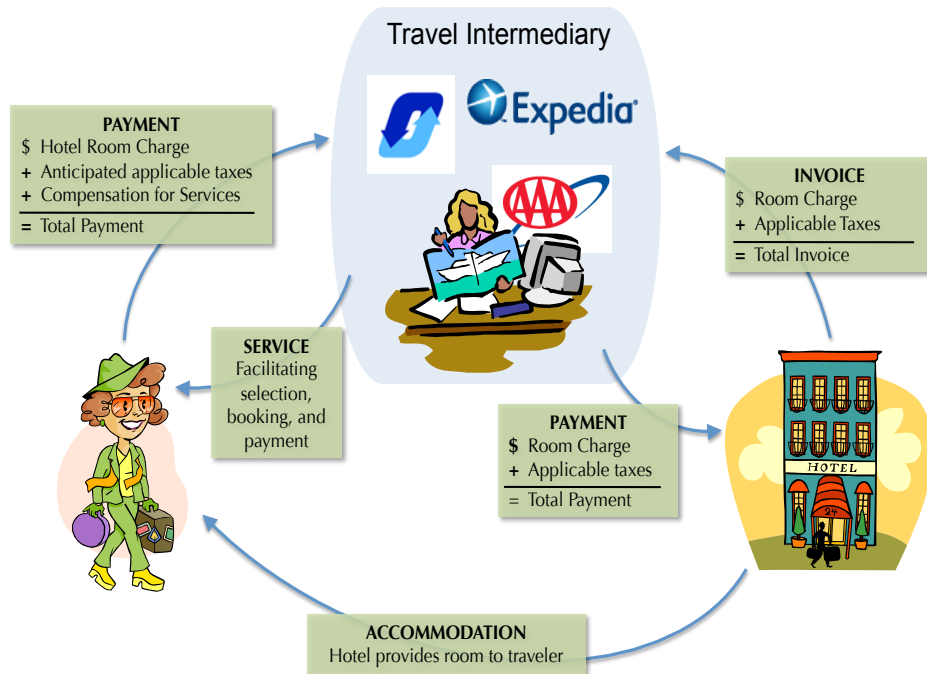 Travel Intermediary
Expedia
AAA
PAYMENT
$ Hotel Room Charge
+ Anticipated applicable taxes
+ Compensation for Services
= Total Payment
INVOICE
$ Room Charge
+ Applicable Taxes
= Total Invoice
SERVICE
Facilitating
selection,
booking, and
payment
PAYMENT
$ Room Charge
+ Applicable taxes
= Total Payment
HOTEL
24
ACCOMMODATION
Hotel provides room to traveler